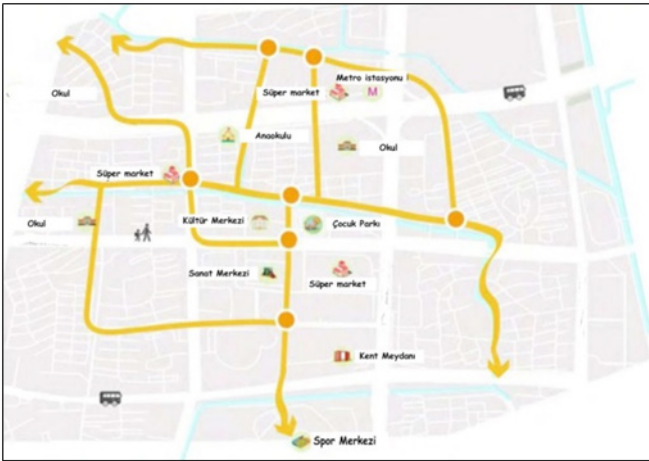 Metro istasyonu
Okul
Süper market
M
Anaokulu
Okul
Süper market
Okul
Kültür Merkezi
Çocuk Parkı
Sanat Merkezi
Süper market
Kent Meydanı
Spor Merkezi